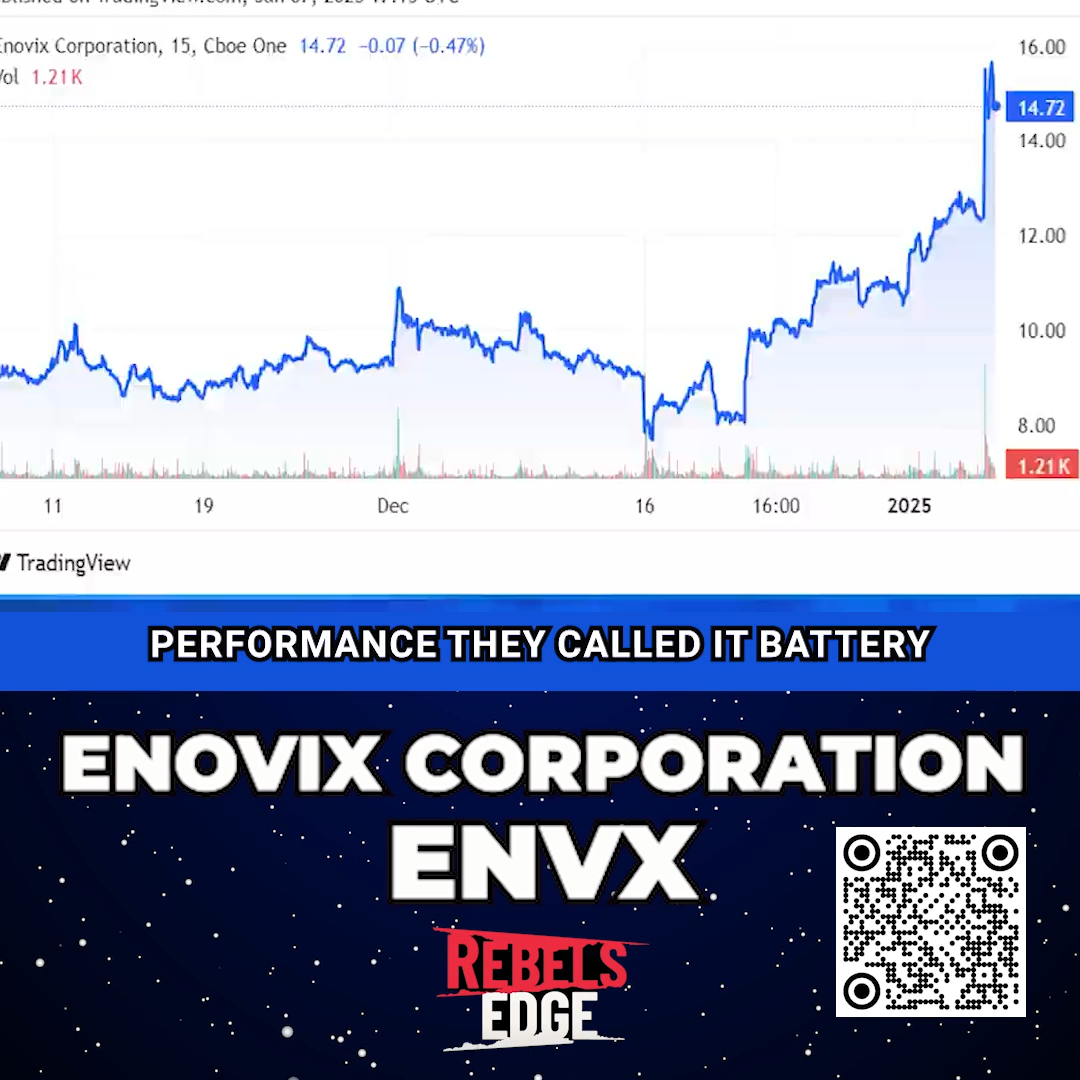 Enovix Corporation, 15, Cboe One 14.72 −0.07 (−0.47%)
Vol 1.21K
16.00
14.72
14.00
12.00
10.00
8.00
1.21K
11 19 Dec 16 16:00 2025
TradingView
PERFORMANCE THEY CALLED IT BATTERY
ENOVIX CORPORATION
ENVX
REBELS
EDGE